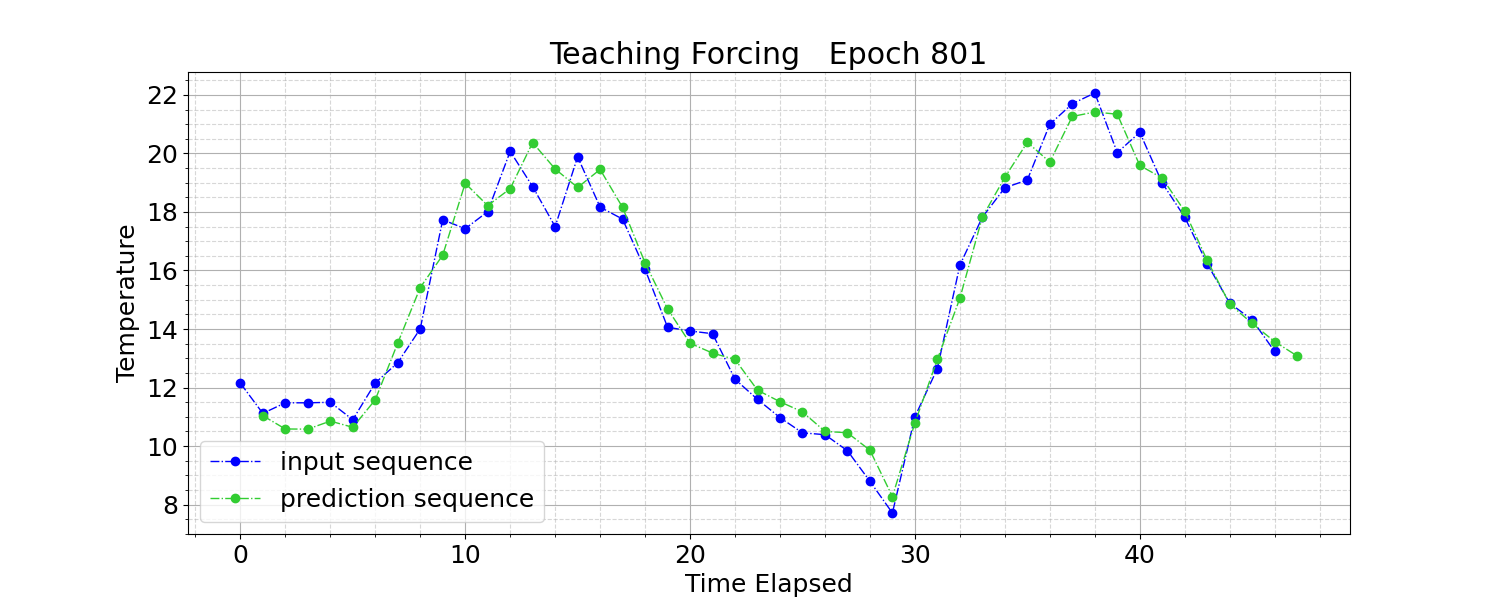 Teaching Forcing   Epoch 801
22
20
18
16
14
12
10
8
Temperature
input sequence
prediction sequence
0 10 20 30 40
Time Elapsed